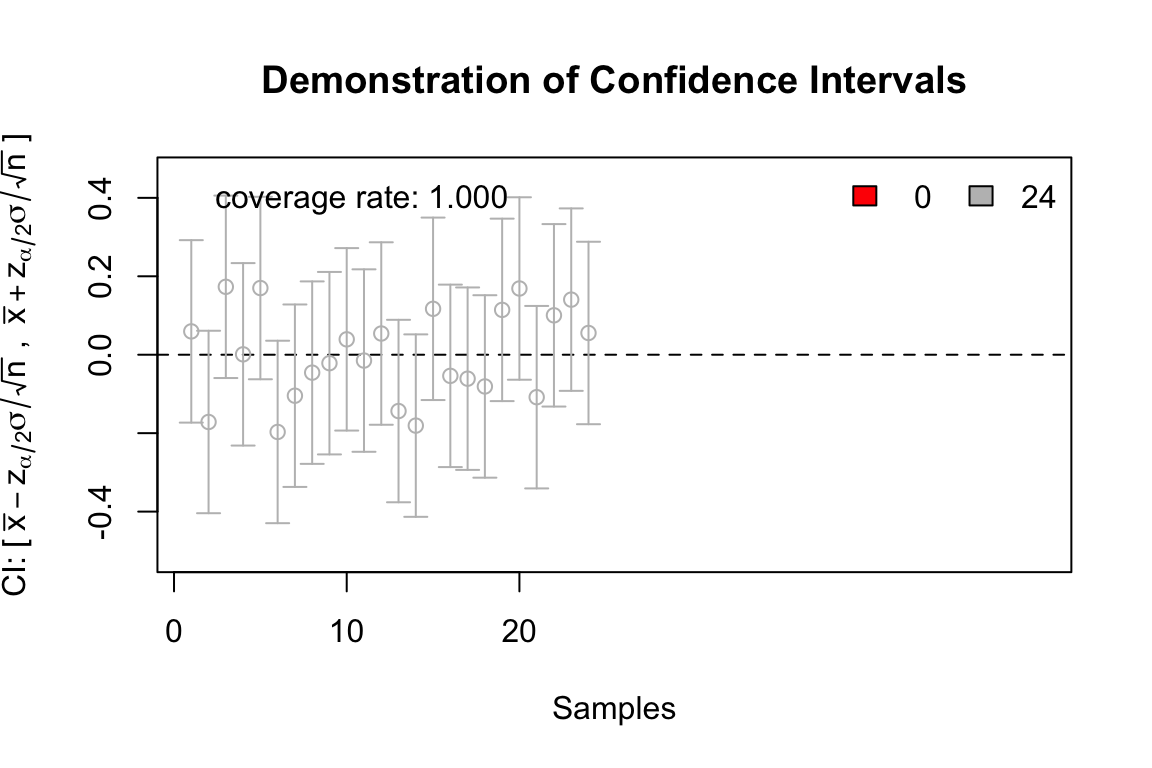 Demonstration of Confidence Intervals
CI: [ x̅ − zα/2σ/√n , x̅ + zα/2σ/√n ]
coverage rate: 1.000
0 24
0.4
0.2
0.0
-0.4
0 10 20
Samples